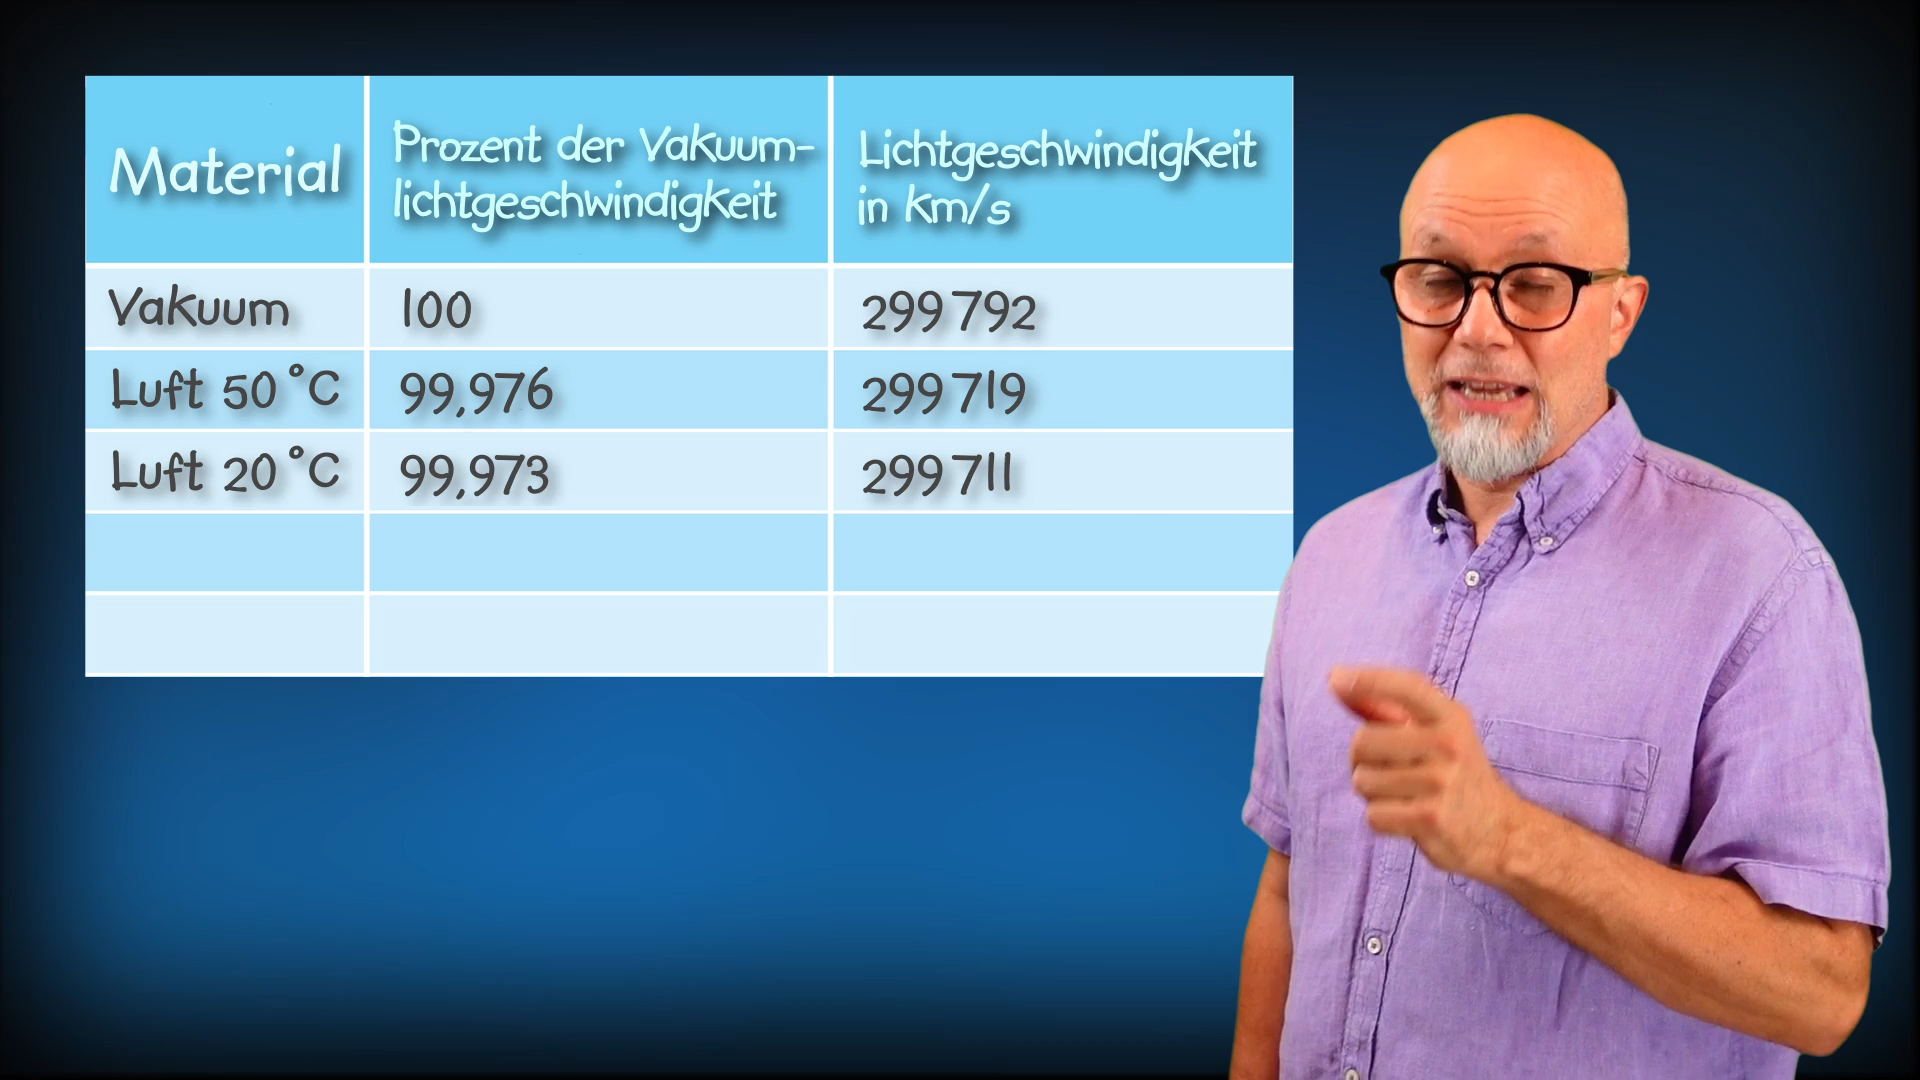 Material
Prozent der Vakuum-
lichtgeschwindigkeit
Lichtgeschwindigkeit
in km/s
Vakuum 100 299 792
Luft 50 °C 99,976 299 719
Luft 20 °C 99,973 299 711